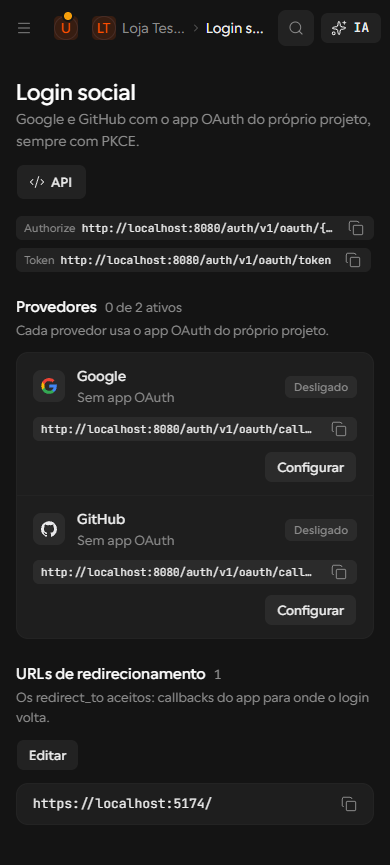 U
LT
Loja Tes...
Login s...
IA
Login social
Google e GitHub com o app OAuth do próprio projeto,
sempre com PKCE.
</> API
Authorize http://localhost:8080/auth/v1/oauth/{…
Token http://localhost:8080/auth/v1/oauth/token
Provedores 0 de 2 ativos
Cada provedor usa o app OAuth do próprio projeto.
Google
Sem app OAuth
Desligado
http://localhost:8080/auth/v1/oauth/call…
Configurar
GitHub
Sem app OAuth
Desligado
http://localhost:8080/auth/v1/oauth/call…
Configurar
URLs de redirecionamento 1
Os redirect_to aceitos: callbacks do app para onde o login
volta.
Editar
https://localhost:5174/